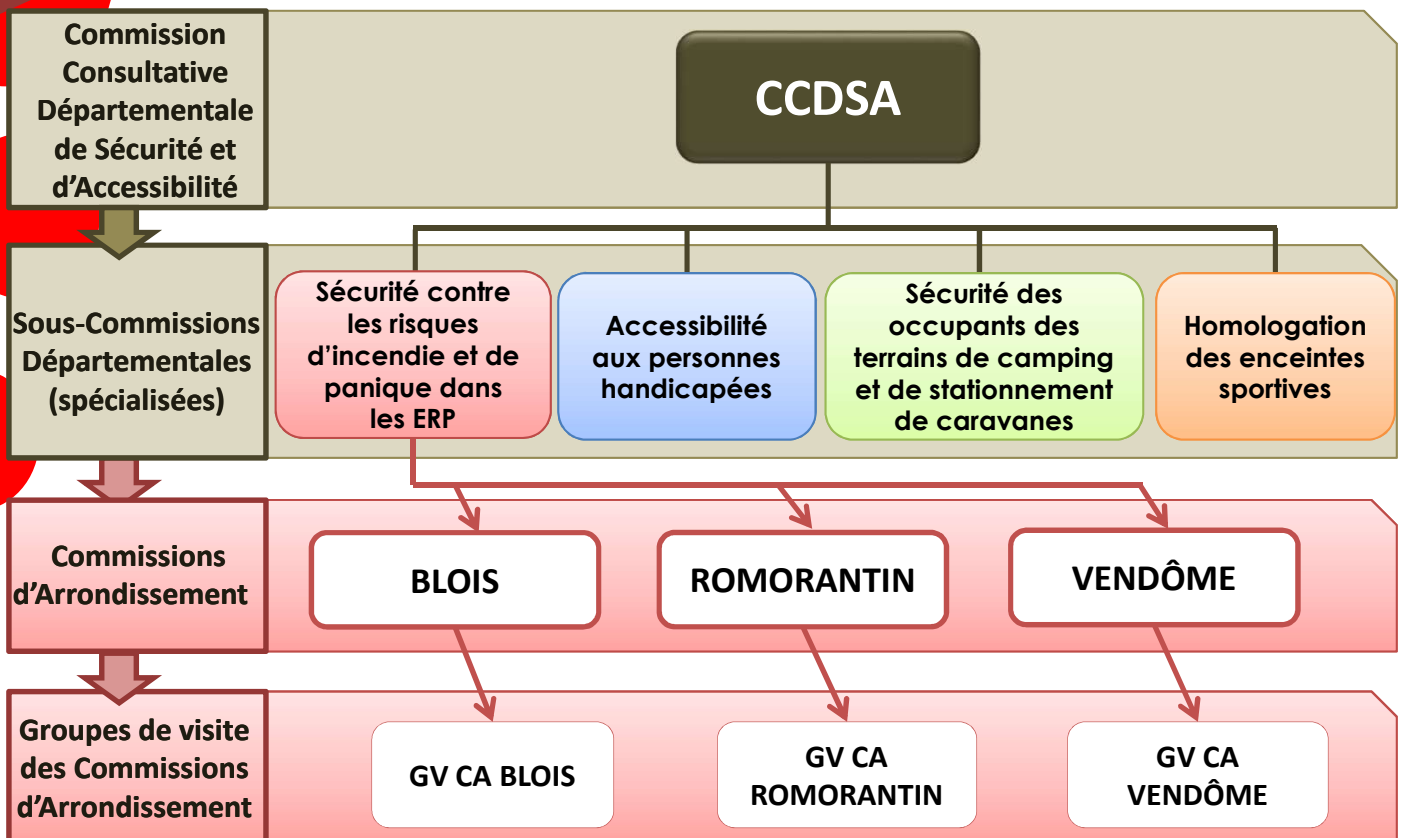 Commission
Consultative
Départementale
de Sécurité et
d'Accessibilité
CCDSA
Sous-Commissions
Départementales
(spécialisées)
Sécurité contre
les risques
d'incendie et de
panique dans
les ERP
Accessibilité
aux personnes
handicapées
Sécurité des
occupants des
terrains de camping
et de stationnement
de caravanes
Homologation
des enceintes
sportives
Commissions
d'Arrondissement
BLOIS
ROMORANTIN
VENDÔME
Groupes de visite
des Commissions
d'Arrondissement
GV CA BLOIS
GV CA
ROMORANTIN
GV CA
VENDÔME